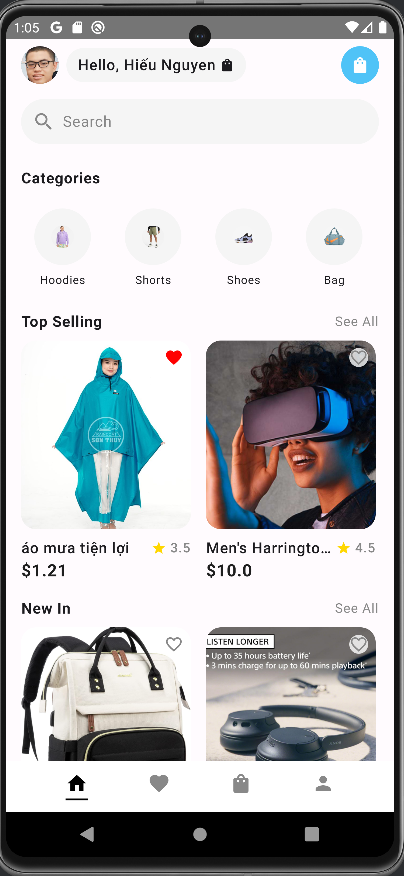 1:05
Hello, Hiếu Nguyen
Search
Categories
Hoodies
Shorts
Shoes
Bag
Top Selling
See All
SƠN THỦY
áo mưa tiện lợi
3.5
$1.21
Men's Harringto...
4.5
$10.0
New In
See All
LISTEN LONGER
• Up to 35 hours battery life*
• 3 mins charge for up to 60 mins playback*